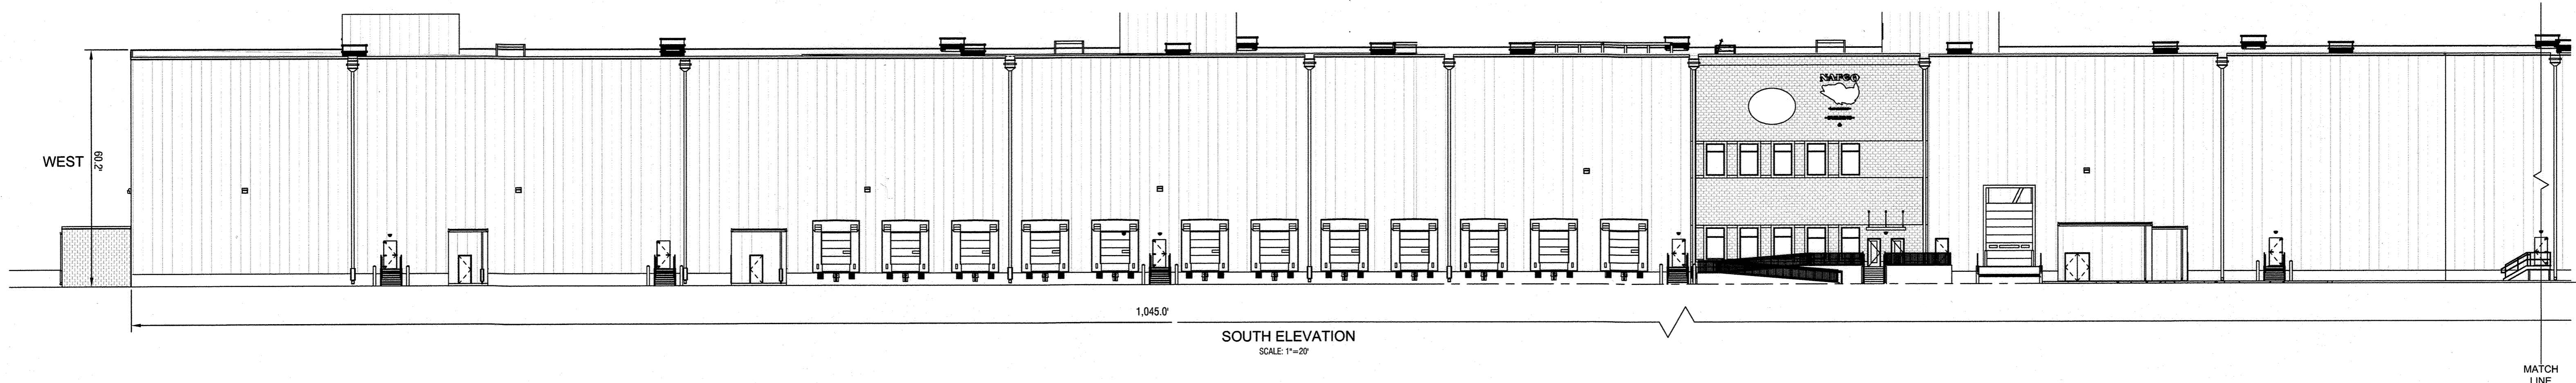 NAFCO
WEST
60.2'
1,045.0'
SOUTH ELEVATION
SCALE: 1"=20'
MATCH
LINE